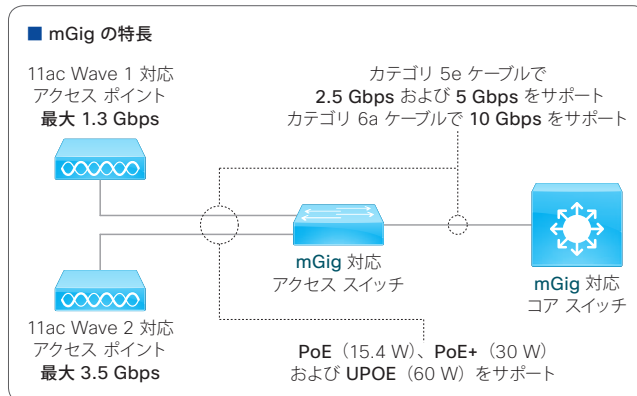 ■ mGig の特長
11ac Wave 1 対応
アクセス ポイント
最大 1.3 Gbps
カテゴリ 5e ケーブルで
2.5 Gbps および 5 Gbps をサポート
カテゴリ 6a ケーブルで 10 Gbps をサポート
mGig 対応
アクセス スイッチ
mGig 対応
コア スイッチ
11ac Wave 2 対応
アクセス ポイント
最大 3.5 Gbps
PoE（15.4 W）、PoE+（30 W）
および UPOE（60 W）をサポート